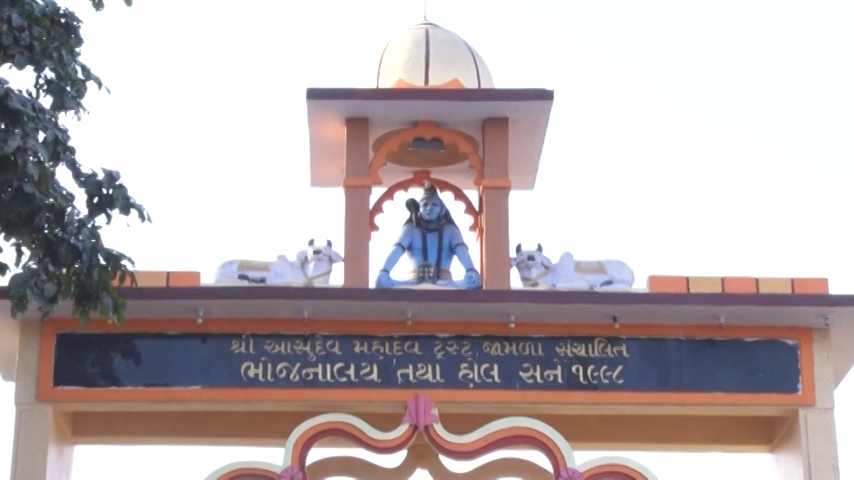 શ્રી આસુદેવ મહાદેવ ટ્રસ્ટ જામળા સંચાલિત
ભોજનાલય તથા હોલ સને ૧૯૯૮